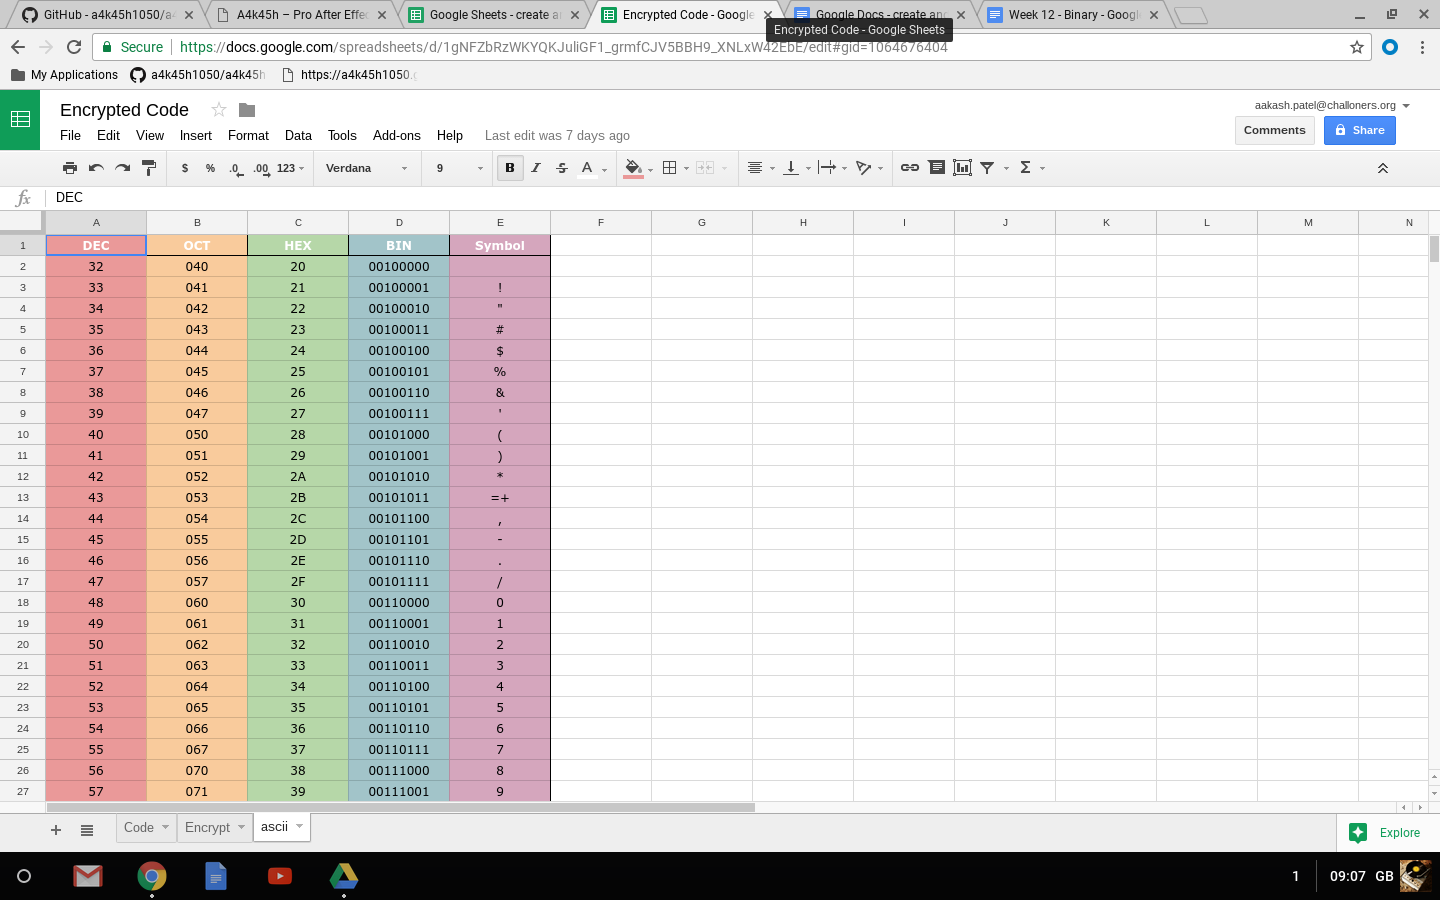 GitHub - a4k45h1050/a4
A4k45h – Pro After Effec
Google Sheets - create an
Encrypted Code - Google
Google Docs - create an
Week 12 - Binary - Googl
Encrypted Code - Google Sheets
Secure
https://docs.google.com/spreadsheets/d/1gNFZbRzWKYQKJuliGF1_grmfCJV5BBH9_XNLxW42EbE/edit#gid=1064676404
My Applications
a4k45h1050/a4k45h
https://a4k45h1050.g
Encrypted Code
aakash.patel@challoners.org
File Edit View Insert Format Data Tools Add-ons Help Last edit was 7 days ago
Comments
Share
$ % .0 .00 123 Verdana 9 B I S A Σ
fx DEC
A B C D E F G H I J K L M N
1 DEC OCT HEX BIN Symbol
2 32 040 20 00100000
3 33 041 21 00100001 !
4 34 042 22 00100010 "
5 35 043 23 00100011 #
6 36 044 24 00100100 $
7 37 045 25 00100101 %
8 38 046 26 00100110 &
9 39 047 27 00100111 '
10 40 050 28 00101000 (
11 41 051 29 00101001 )
12 42 052 2A 00101010 *
13 43 053 2B 00101011 =+
14 44 054 2C 00101100 ,
15 45 055 2D 00101101 -
16 46 056 2E 00101110 .
17 47 057 2F 00101111 /
18 48 060 30 00110000 0
19 49 061 31 00110001 1
20 50 062 32 00110010 2
21 51 063 33 00110011 3
22 52 064 34 00110100 4
23 53 065 35 00110101 5
24 54 066 36 00110110 6
25 55 067 37 00110111 7
26 56 070 38 00111000 8
27 57 071 39 00111001 9
Code Encrypt ascii
Explore
1 09:07 GB